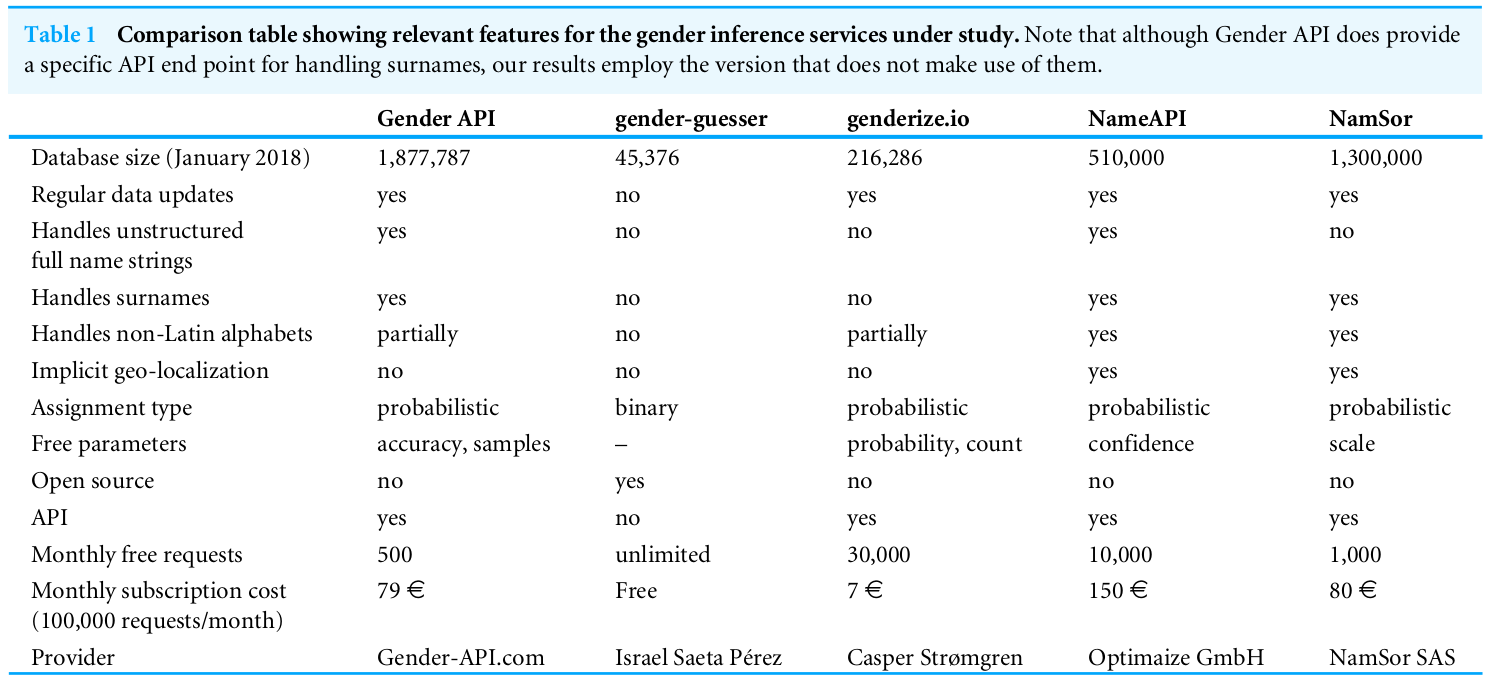 Table 1 Comparison table showing relevant features for the gender inference services under study. Note that although Gender API does provide
a specific API end point for handling surnames, our results employ the version that does not make use of them.
Gender API gender-guesser genderize.io NameAPI NamSor
Database size (January 2018) 1,877,787 45,376 216,286 510,000 1,300,000
Regular data updates yes no yes yes yes
Handles unstructured yes no no yes no
full name strings
Handles surnames yes no no yes yes
Handles non-Latin alphabets partially no partially yes yes
Implicit geo-localization no no no yes yes
Assignment type probabilistic binary probabilistic probabilistic probabilistic
Free parameters accuracy, samples – probability, count confidence scale
Open source no yes no no no
API yes no yes yes yes
Monthly free requests 500 unlimited 30,000 10,000 1,000
Monthly subscription cost 79 € Free 7 € 150 € 80 €
(100,000 requests/month)
Provider Gender-API.com Israel Saeta Pérez Casper Strømgren Optimaize GmbH NamSor SAS